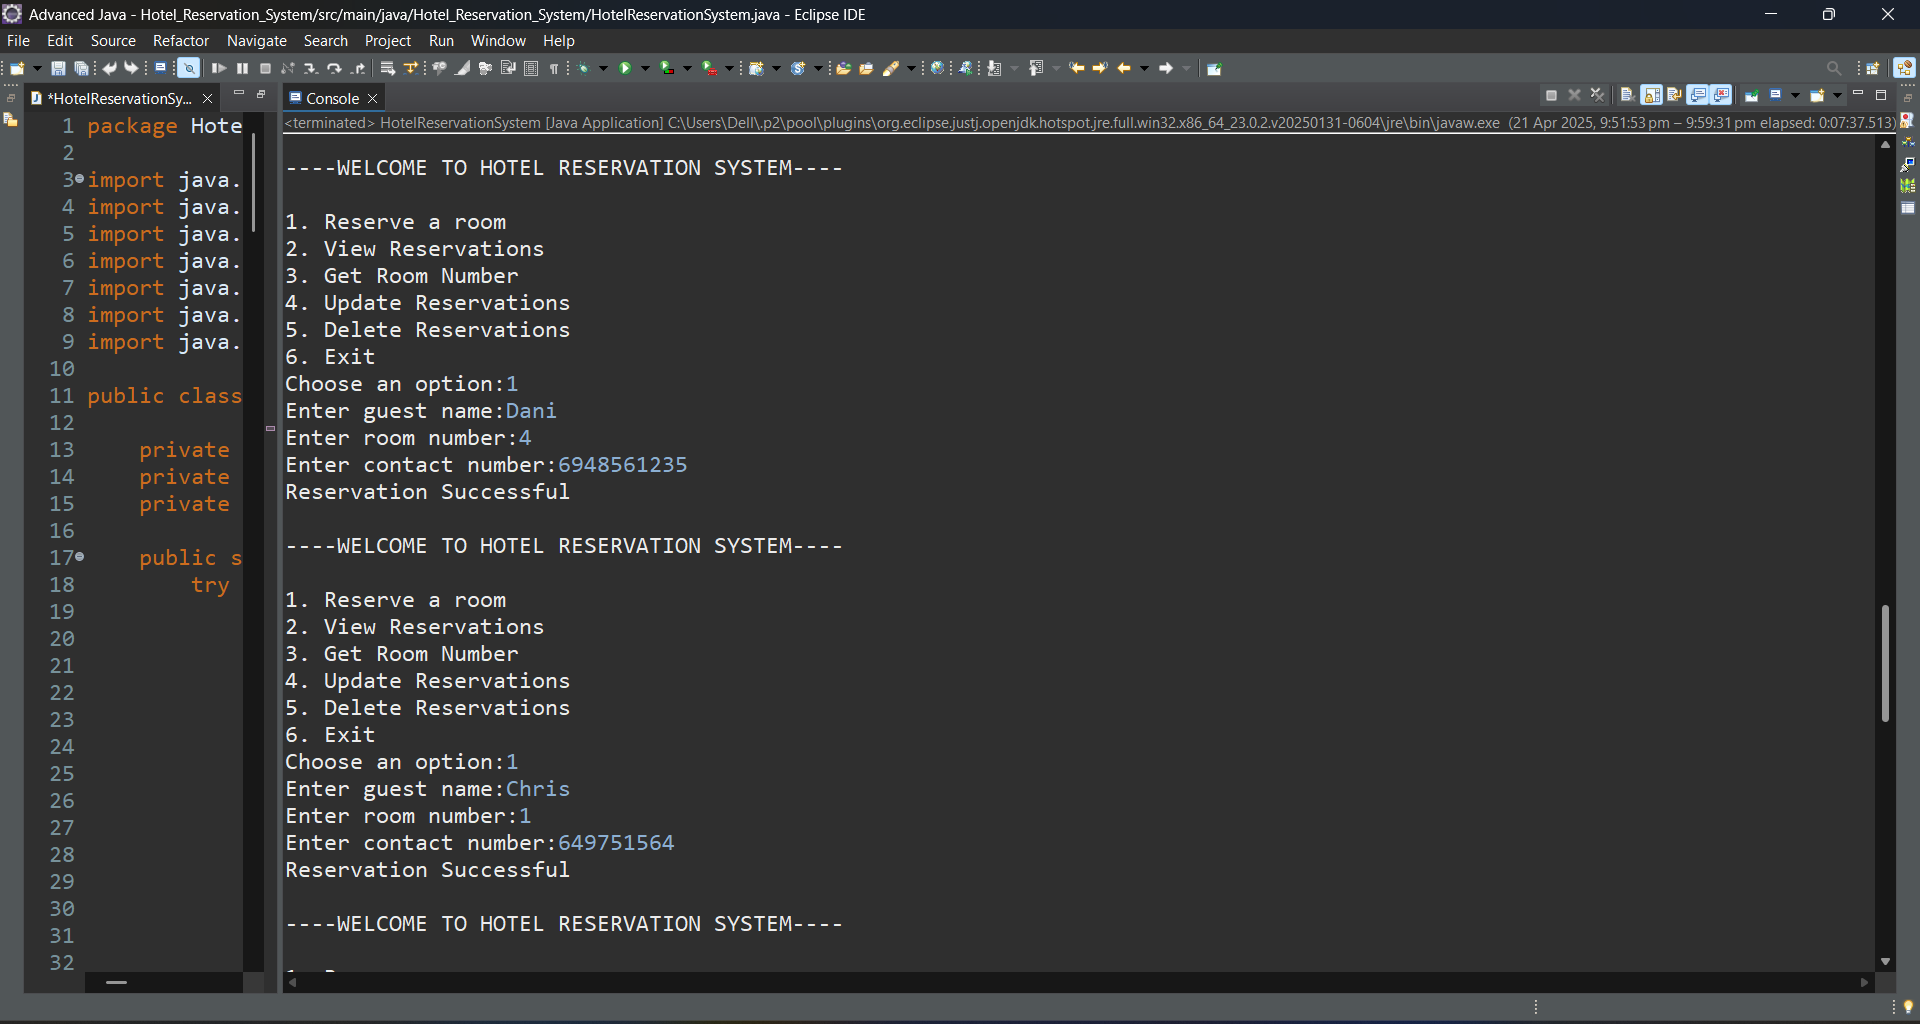 Advanced Java - Hotel_Reservation_System/src/main/java/Hotel_Reservation_System/HotelReservationSystem.java - Eclipse IDE
File Edit Source Refactor Navigate Search Project Run Window Help
*HotelReservationSy...
1 package Hote
2
3 import java.
4 import java.
5 import java.
6 import java.
7 import java.
8 import java.
9 import java.
10
11 public class
12
13 private
14 private
15 private
16
17 public s
18 try
19
20
21
22
23
24
25
26
27
28
29
30
31
32
Console
<terminated> HotelReservationSystem [Java Application] C:\Users\Dell\.p2\pool\plugins\org.eclipse.justj.openjdk.hotspot.jre.full.win32.x86_64_23.0.2.v20250131-0604\jre\bin\javaw.exe (21 Apr 2025, 9:51:53 pm – 9:59:31 pm elapsed: 0:07:37.513)
----WELCOME TO HOTEL RESERVATION SYSTEM----
1. Reserve a room
2. View Reservations
3. Get Room Number
4. Update Reservations
5. Delete Reservations
6. Exit
Choose an option:1
Enter guest name:Dani
Enter room number:4
Enter contact number:6948561235
Reservation Successful
----WELCOME TO HOTEL RESERVATION SYSTEM----
1. Reserve a room
2. View Reservations
3. Get Room Number
4. Update Reservations
5. Delete Reservations
6. Exit
Choose an option:1
Enter guest name:Chris
Enter room number:1
Enter contact number:649751564
Reservation Successful
----WELCOME TO HOTEL RESERVATION SYSTEM----